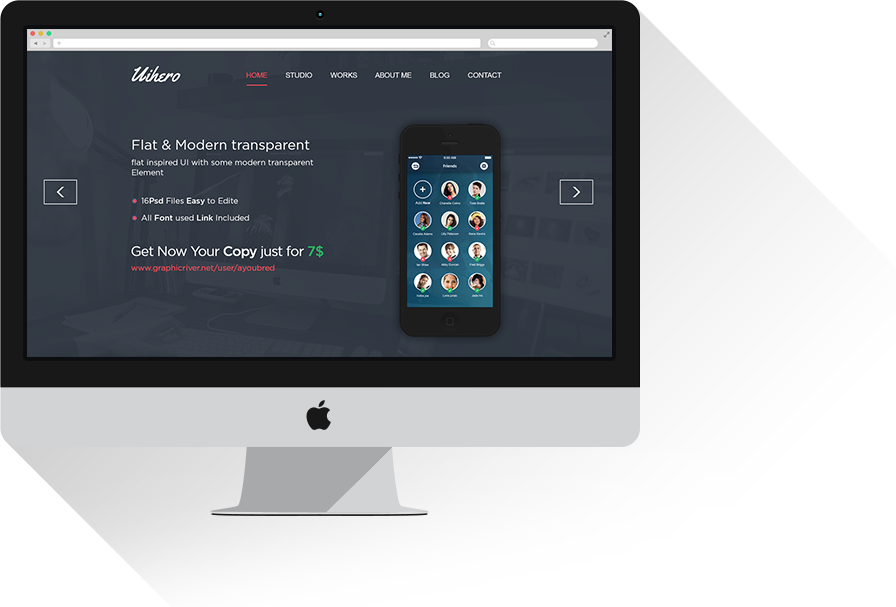 Uihero
HOME STUDIO WORKS ABOUT ME BLOG CONTACT
Flat & Modern transparent
flat inspired UI with some modern transparent
Element
16Psd Files Easy to Edite
All Font used Link Included
Get Now Your Copy just for 7$
www.graphicriver.net/user/ayoubred
Friends
Add New